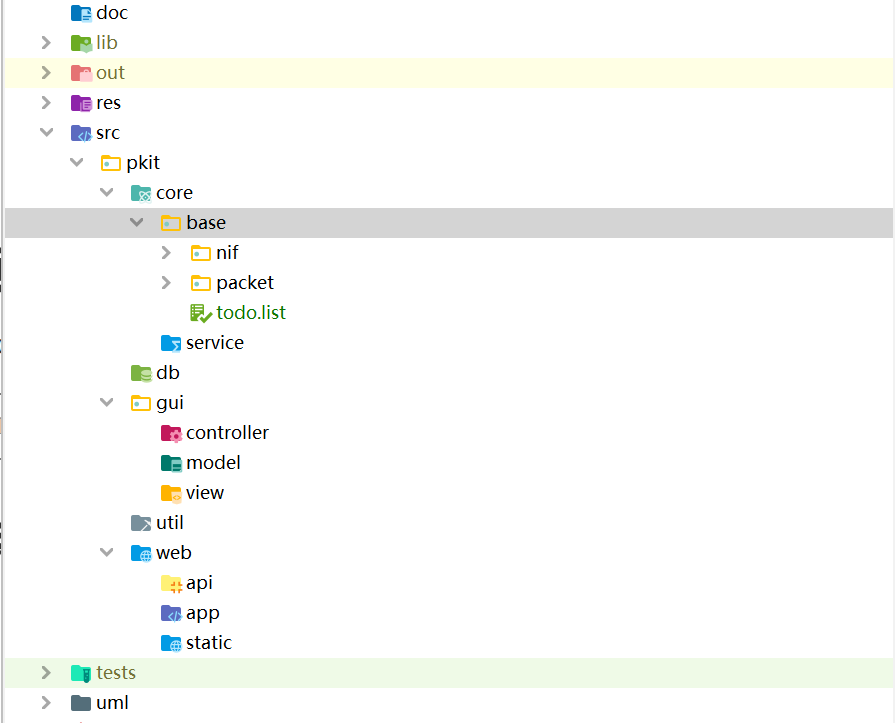 doc
lib
out
res
src
pkit
core
base
nif
packet
todo.list
service
db
gui
controller
model
view
util
web
api
app
static
tests
uml